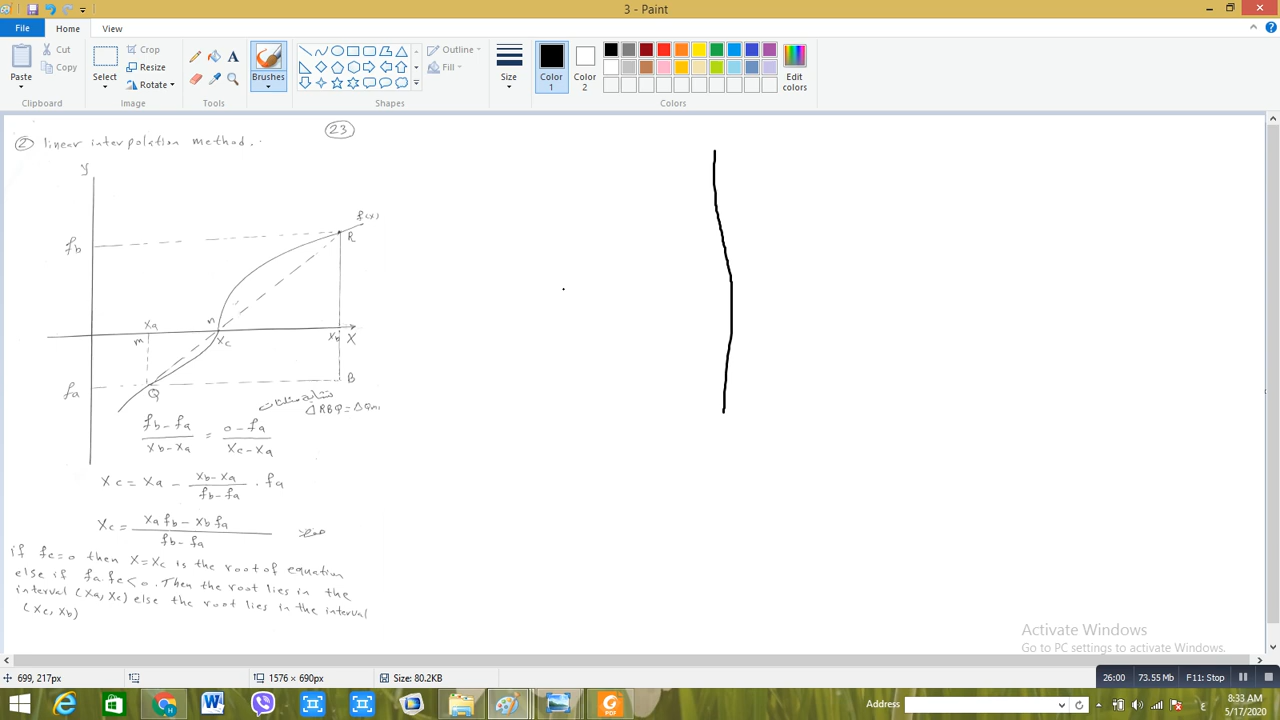 3 - Paint
File Home View
Paste Cut Copy Clipboard
Select Crop Resize Rotate Image
Tools
Brushes
Outline Fill Shapes
Size
Color 1 Color 2 Edit colors Colors
23
2 linear interpolation method.
y
f(x)
fb R
n
xa xb x
m xc
fa Q B
تشابه مثلثات
△RBQ = △Qn
fb - fa / xb - xa = 0 - fa / xc - xa
xc = xa - xb - xa / fb - fa . fa
xc = xa fb - xb fa / fb - fa
if fc=0 then x=xc is the root of equation
else if fa.fc<0. Then the root lies in the
interval (xa, xc) else the root lies in the interval
(xc, xb)
Activate Windows
Go to PC settings to activate Windows.
699, 217px 1576 × 690px Size: 80.2KB
26:00 73.55 Mb F11: Stop
PDF Address ع 8:33 AM
5/17/2020